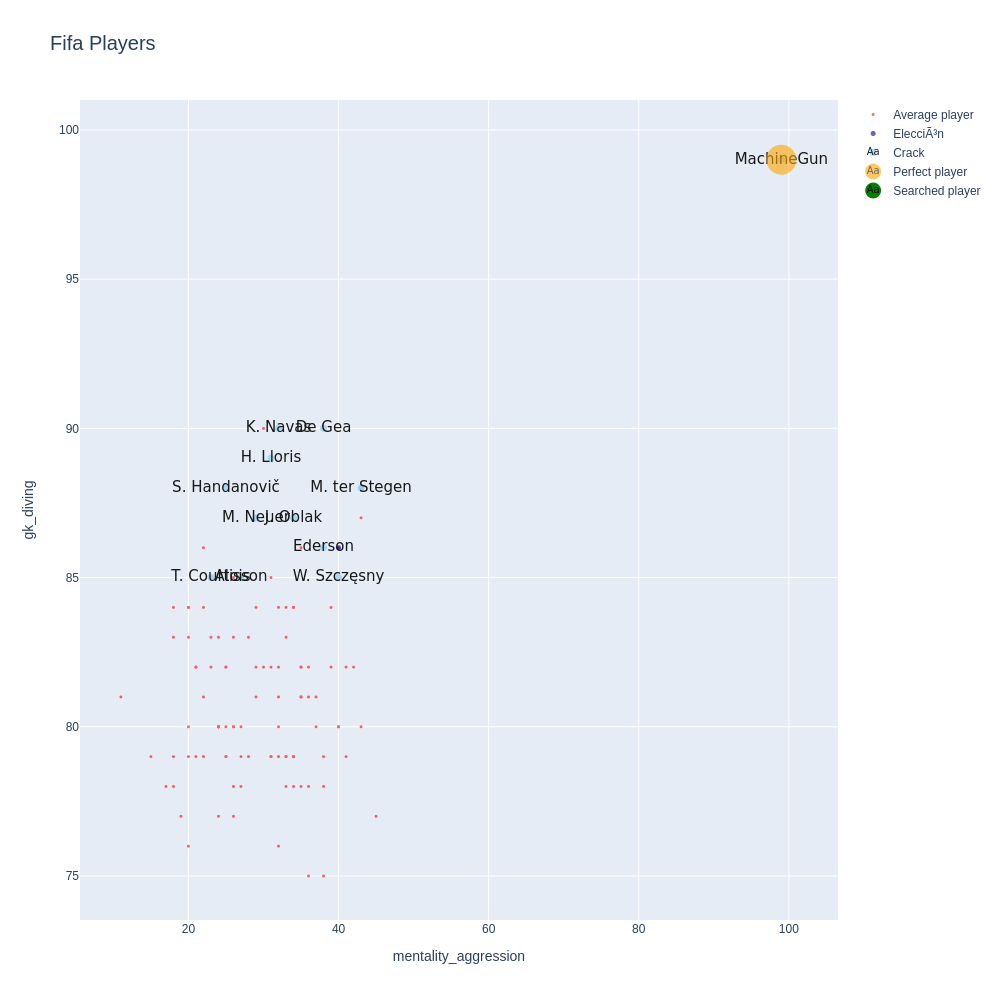 Fifa Players
Average player
ElecciÃ³n
Aa Crack
Aa Perfect player
Aa Searched player
100
95
90
85
80
75
gk_diving
MachineGun
K. Navas De Gea
H. Lloris
S. Handanovič M. ter Stegen
M. Neuer J. Oblak
Ederson
T. Courtois Alisson W. Szczęsny
20 40 60 80 100
mentality_aggression